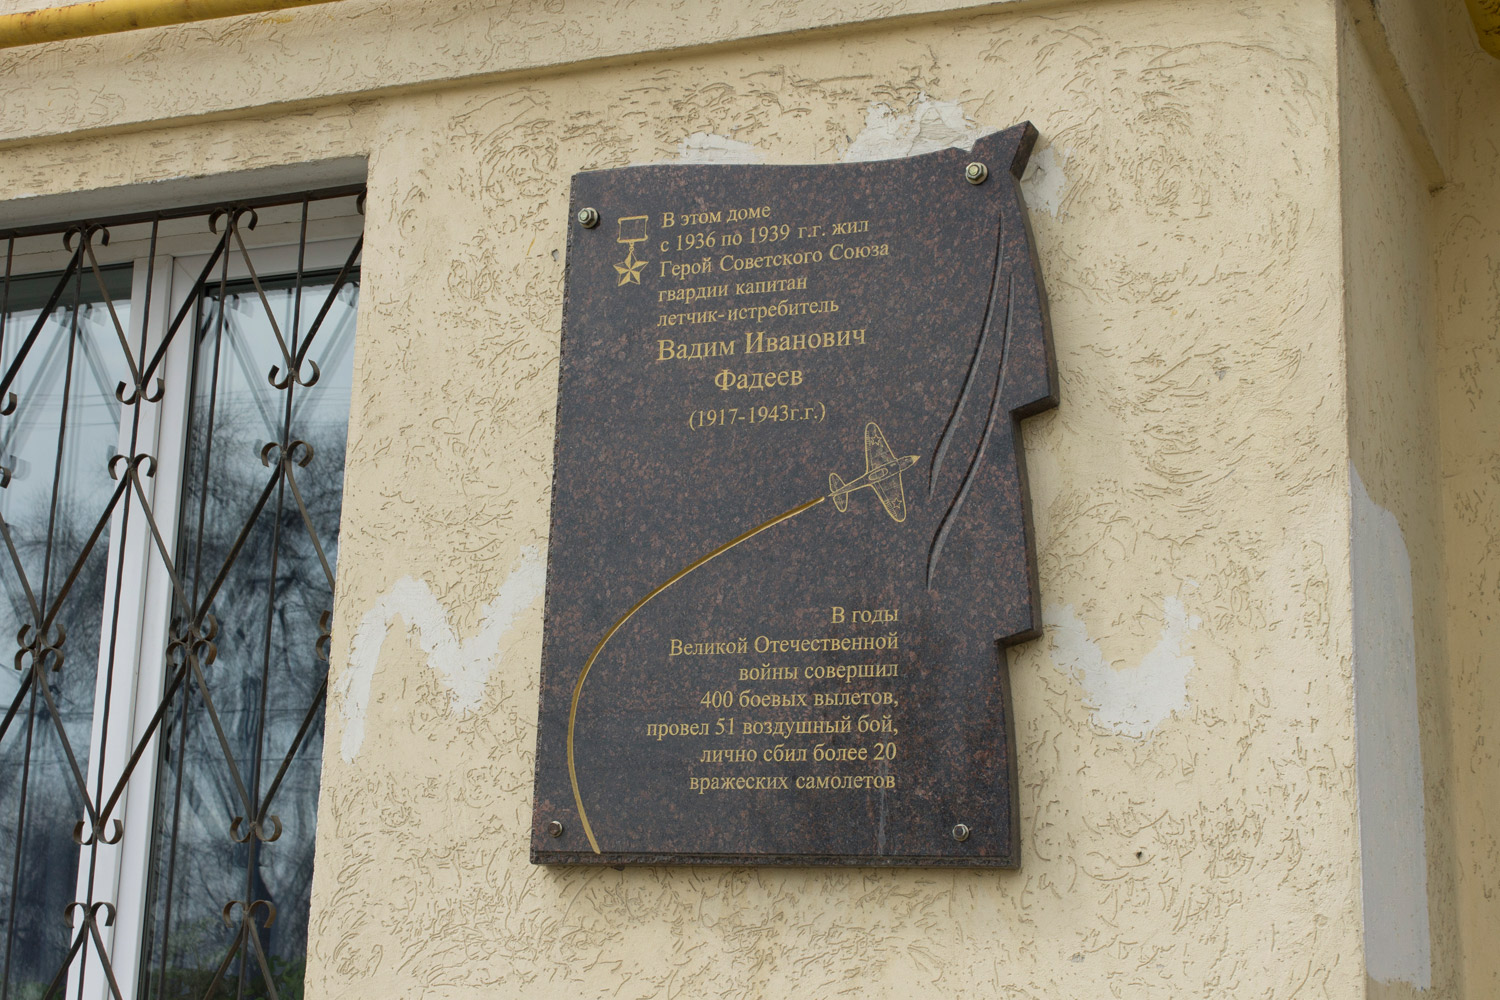 В этом доме
с 1936 по 1939 г.г. жил
Герой Советского Союза
гвардии капитан
летчик-истребитель
Вадим Иванович
Фадеев
(1917-1943г.г.)
В годы
Великой Отечественной
войны совершил
400 боевых вылетов,
провел 51 воздушный бой,
лично сбил более 20
вражеских самолетов